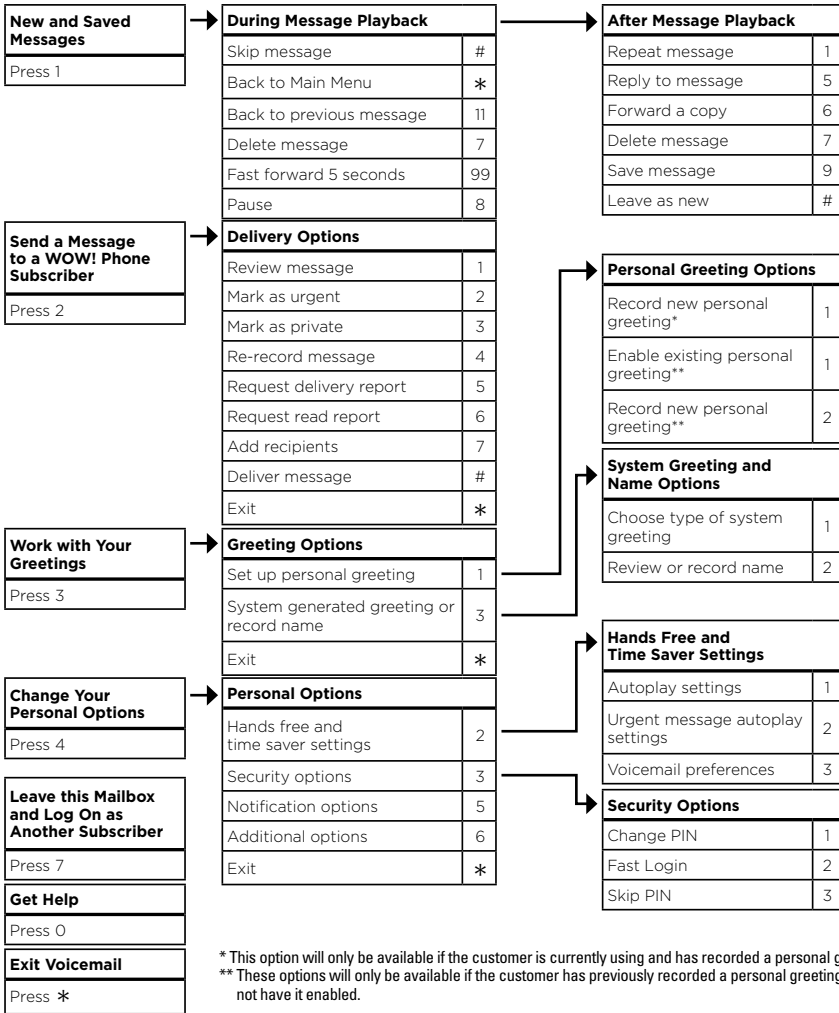 New and Saved
Messages
Press 1
During Message Playback
Skip message #
Back to Main Menu *
Back to previous message 11
Delete message 7
Fast forward 5 seconds 99
Pause 8
After Message Playback
Repeat message 1
Reply to message 5
Forward a copy 6
Delete message 7
Save message 9
Leave as new #
Send a Message
to a WOW! Phone
Subscriber
Press 2
Delivery Options
Review message 1
Mark as urgent 2
Mark as private 3
Re-record message 4
Request delivery report 5
Request read report 6
Add recipients 7
Deliver message #
Exit *
Work with Your
Greetings
Press 3
Greeting Options
Set up personal greeting 1
System generated greeting or
record name 3
Exit *
Personal Greeting Options
Record new personal
greeting* 1
Enable existing personal
greeting** 1
Record new personal
greeting** 2
System Greeting and
Name Options
Choose type of system
greeting 1
Review or record name 2
Change Your
Personal Options
Press 4
Personal Options
Hands free and
time saver settings 2
Security options 3
Notification options 5
Additional options 6
Exit *
Hands Free and
Time Saver Settings
Autoplay settings 1
Urgent message autoplay
settings 2
Voicemail preferences 3
Security Options
Change PIN 1
Fast Login 2
Skip PIN 3
Leave this Mailbox
and Log On as
Another Subscriber
Press 7
Get Help
Press 0
Exit Voicemail
Press *
* This option will only be available if the customer is currently using and has recorded a personal
** These options will only be available if the customer has previously recorded a personal greeting
not have it enabled.